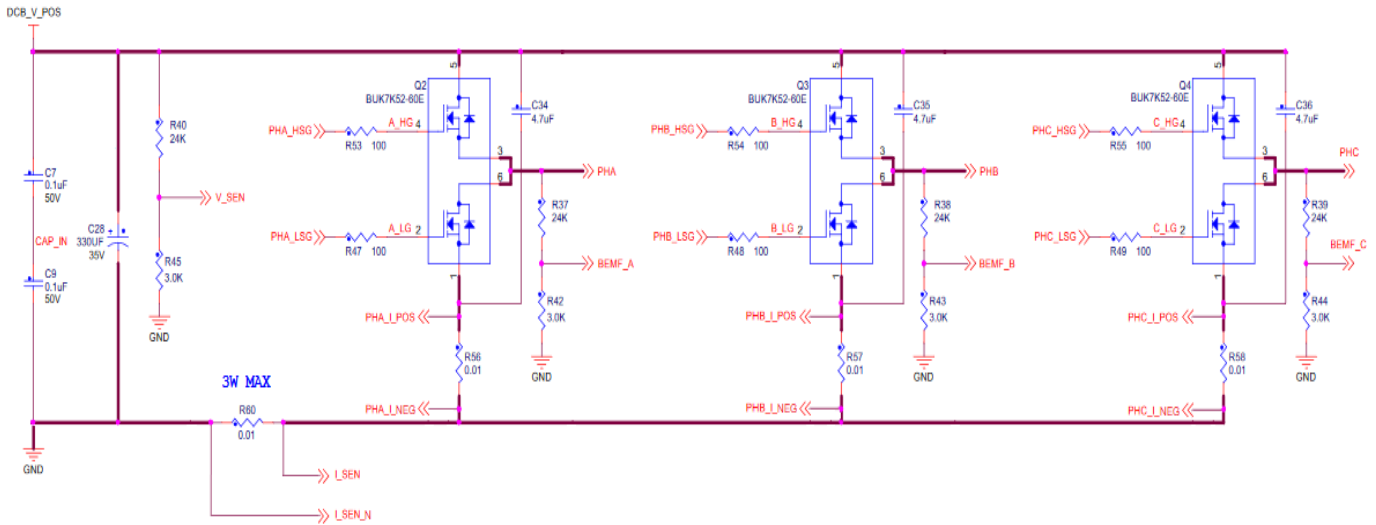 DCB_V_POS
C7
0.1uF
50V
CAP_IN
C9
0.1uF
50V
C28
330UF
35V
R40
24K
V_SEN
R45
3.0K
GND
GND
3W MAX
R60
0.01
I_SEN
I_SEN_N
Q2
BUK7K52-60E
5
PHA_HSG
R53 100
A_HG 4
3
6
PHA_LSG
R47 100
A_LG 2
1
C34
4.7uF
PHA
R37
24K
BEMF_A
R42
3.0K
GND
PHA_I_POS
R56
0.01
PHA_I_NEG
Q3
BUK7K52-60E
5
PHB_HSG
R54 100
B_HG 4
3
6
PHB_LSG
R48 100
B_LG 2
1
C35
4.7uF
PHB
R38
24K
BEMF_B
R43
3.0K
GND
PHB_I_POS
R57
0.01
PHB_I_NEG
Q4
BUK7K52-60E
5
PHC_HSG
R55 100
C_HG 4
3
6
PHC_LSG
R49 100
C_LG 2
1
C36
4.7uF
PHC
R39
24K
BEMF_C
R44
3.0K
GND
PHC_I_POS
R58
0.01
PHC_I_NEG